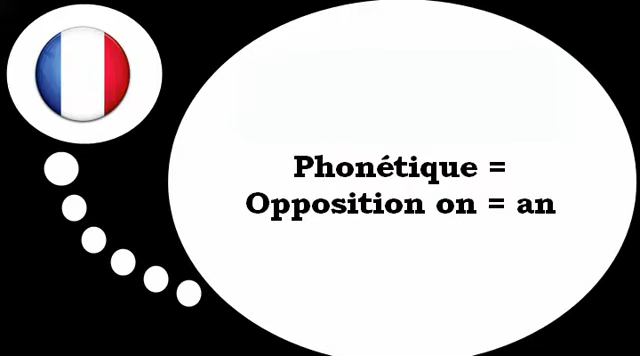 Phonétique =
Opposition on = an